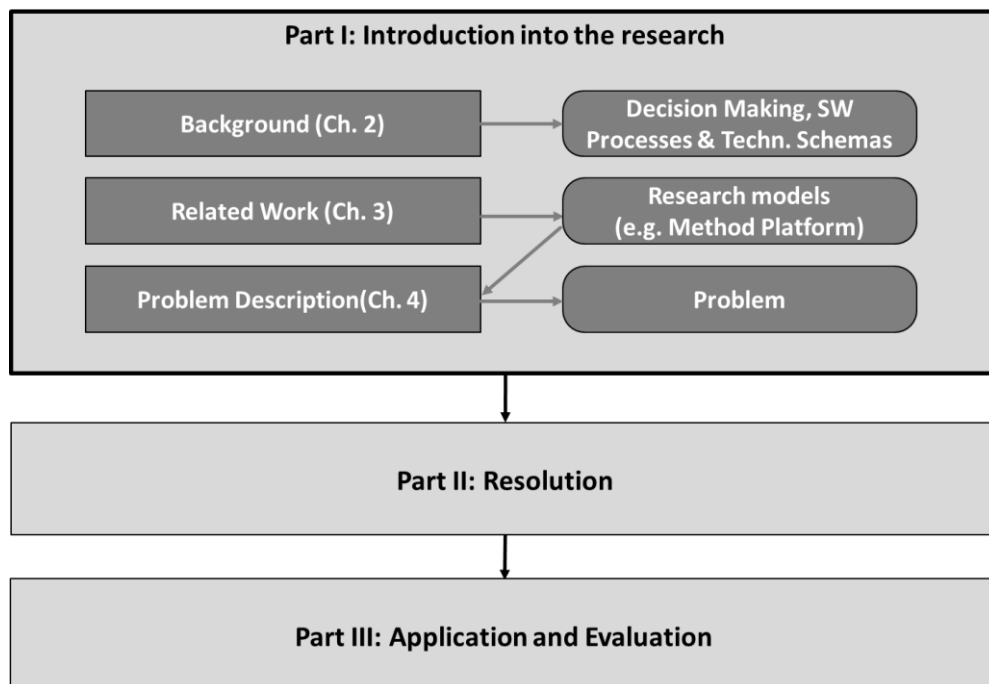 Part I: Introduction into the research
Background (Ch. 2)
Decision Making, SW
Processes & Techn. Schemas
Related Work (Ch. 3)
Research models
(e.g. Method Platform)
Problem Description(Ch. 4)
Problem
Part II: Resolution
Part III: Application and Evaluation